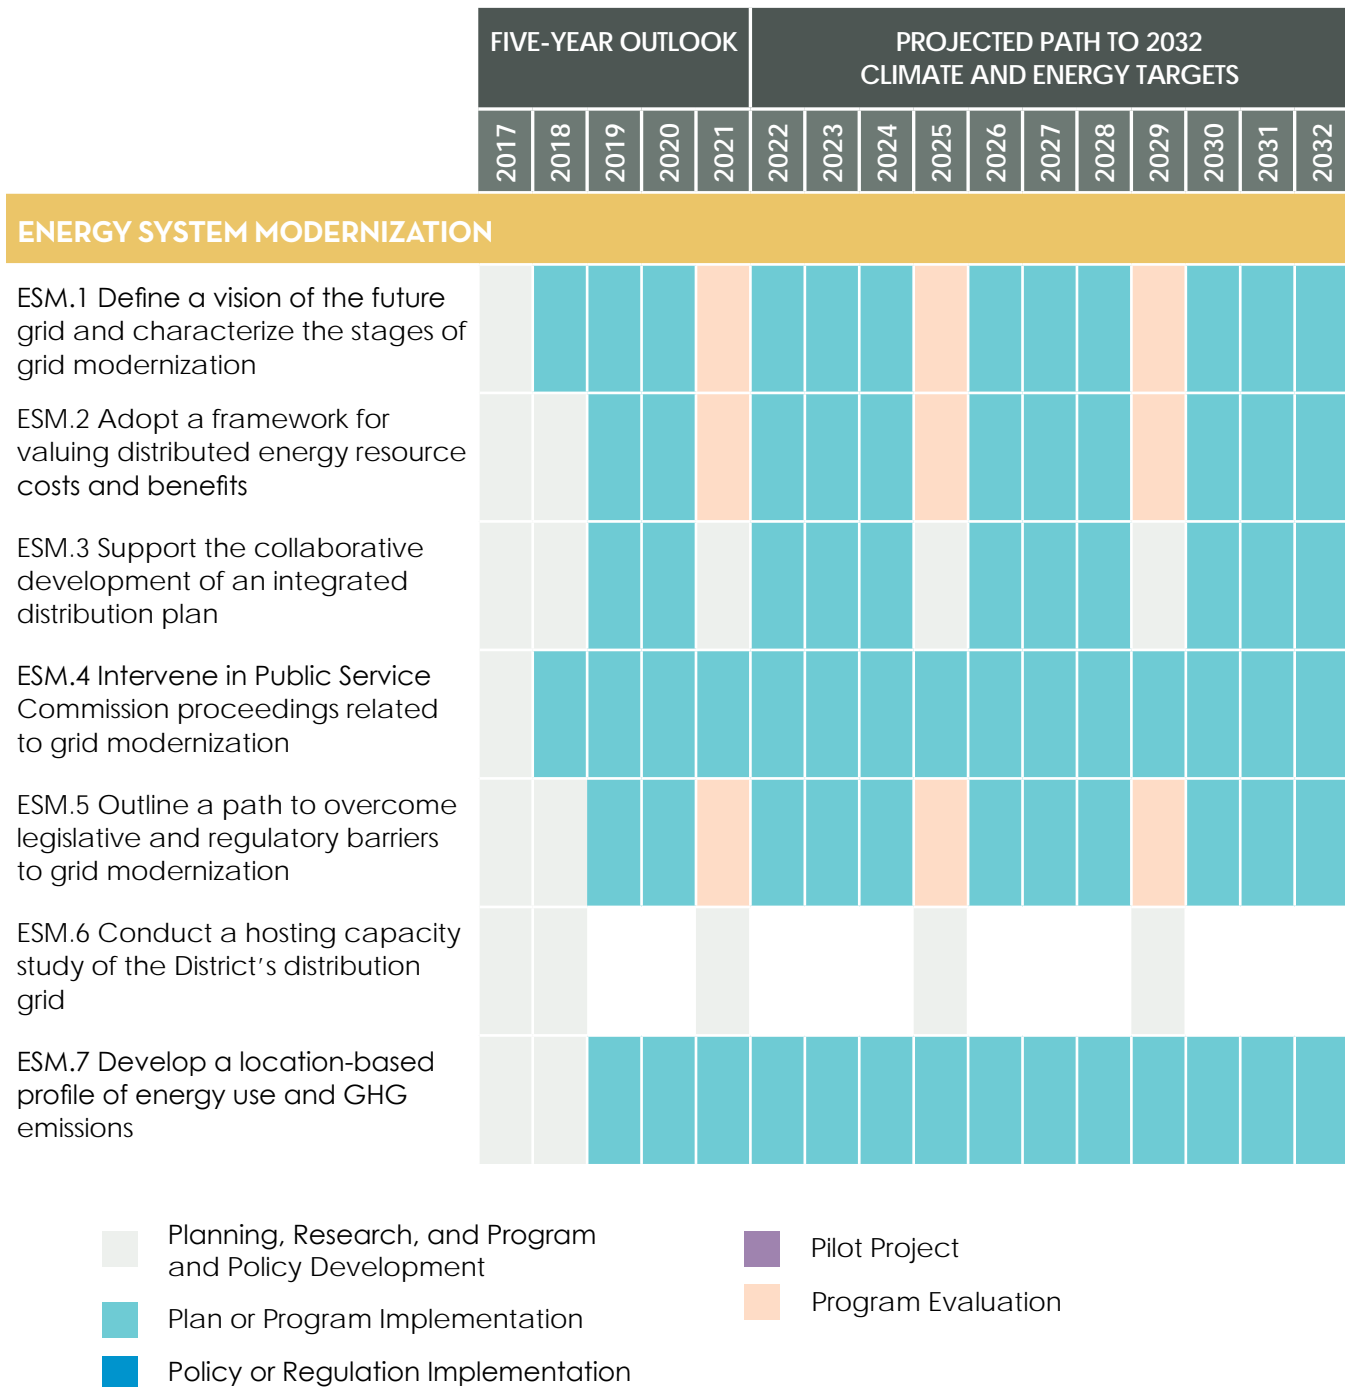 FIVE-YEAR OUTLOOK
PROJECTED PATH TO 2032
CLIMATE AND ENERGY TARGETS
2017 2018 2019 2020 2021 2022 2023 2024 2025 2026 2027 2028 2029 2030 2031 2032
ENERGY SYSTEM MODERNIZATION
ESM.1 Define a vision of the future
grid and characterize the stages of
grid modernization
ESM.2 Adopt a framework for
valuing distributed energy resource
costs and benefits
ESM.3 Support the collaborative
development of an integrated
distribution plan
ESM.4 Intervene in Public Service
Commission proceedings related
to grid modernization
ESM.5 Outline a path to overcome
legislative and regulatory barriers
to grid modernization
ESM.6 Conduct a hosting capacity
study of the District's distribution
grid
ESM.7 Develop a location-based
profile of energy use and GHG
emissions
Planning, Research, and Program
and Policy Development
Plan or Program Implementation
Policy or Regulation Implementation
Pilot Project
Program Evaluation